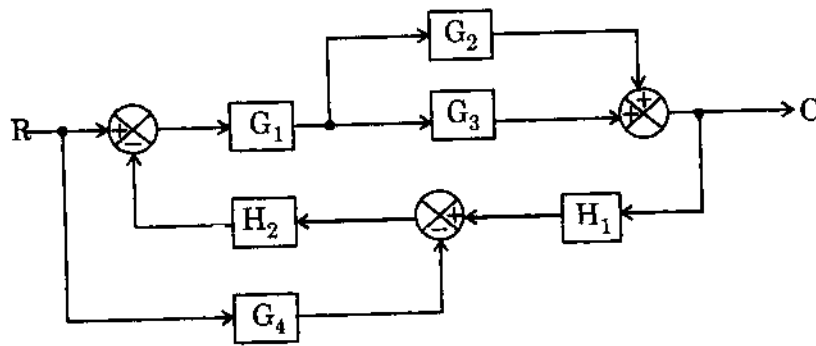 G₂
R + − G₁ G₃ + + C
H₂ + − H₁
G₄